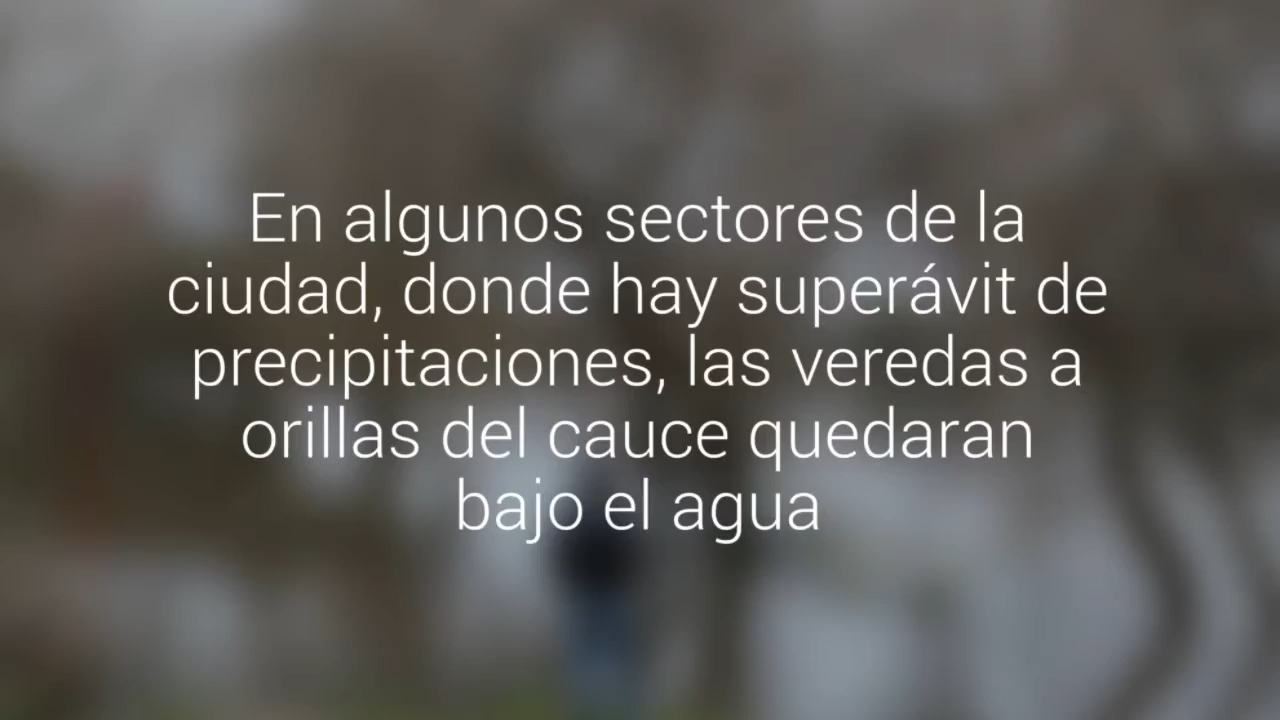 En algunos sectores de la
ciudad, donde hay superávit de
precipitaciones, las veredas a
orillas del cauce quedaran
bajo el agua